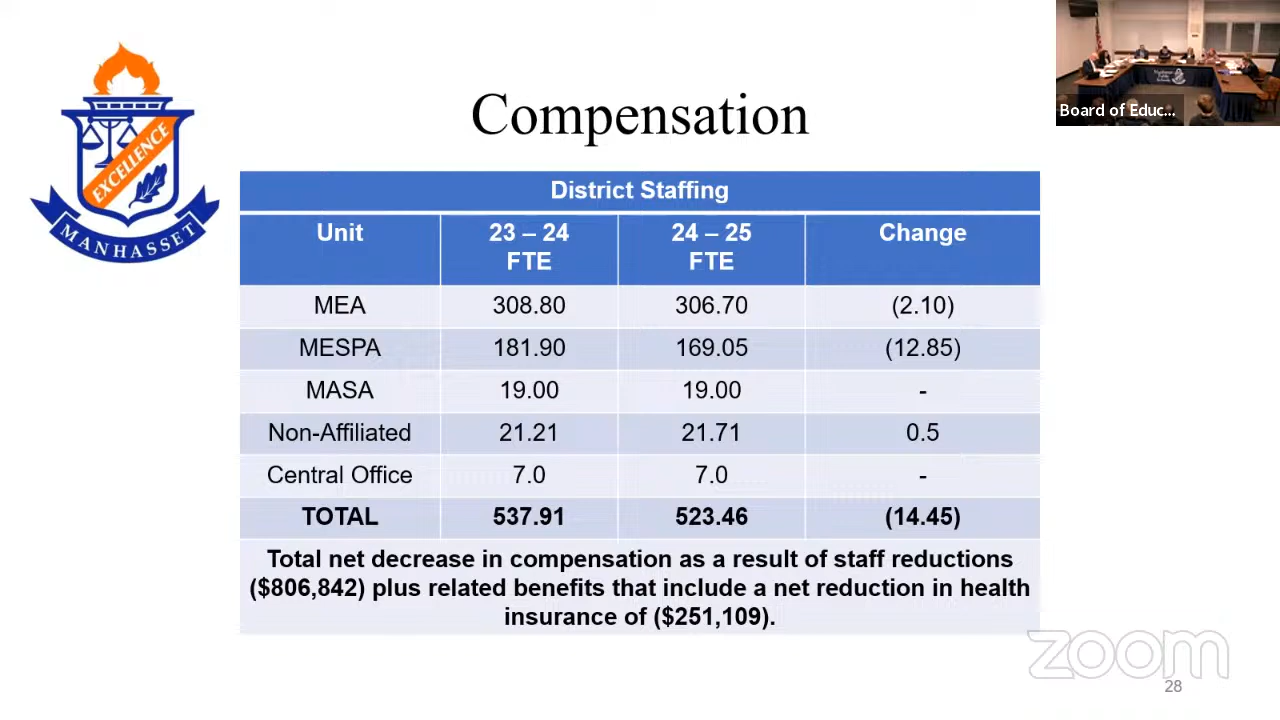 Compensation
Board of Educ...
EXCELLENCE
MANHASSET
District Staffing
Unit 23 – 24 FTE 24 – 25 FTE Change
MEA 308.80 306.70 (2.10)
MESPA 181.90 169.05 (12.85)
MASA 19.00 19.00 -
Non-Affiliated 21.21 21.71 0.5
Central Office 7.0 7.0 -
TOTAL 537.91 523.46 (14.45)
Total net decrease in compensation as a result of staff reductions
($806,842) plus related benefits that include a net reduction in health
insurance of ($251,109).
zoom
28